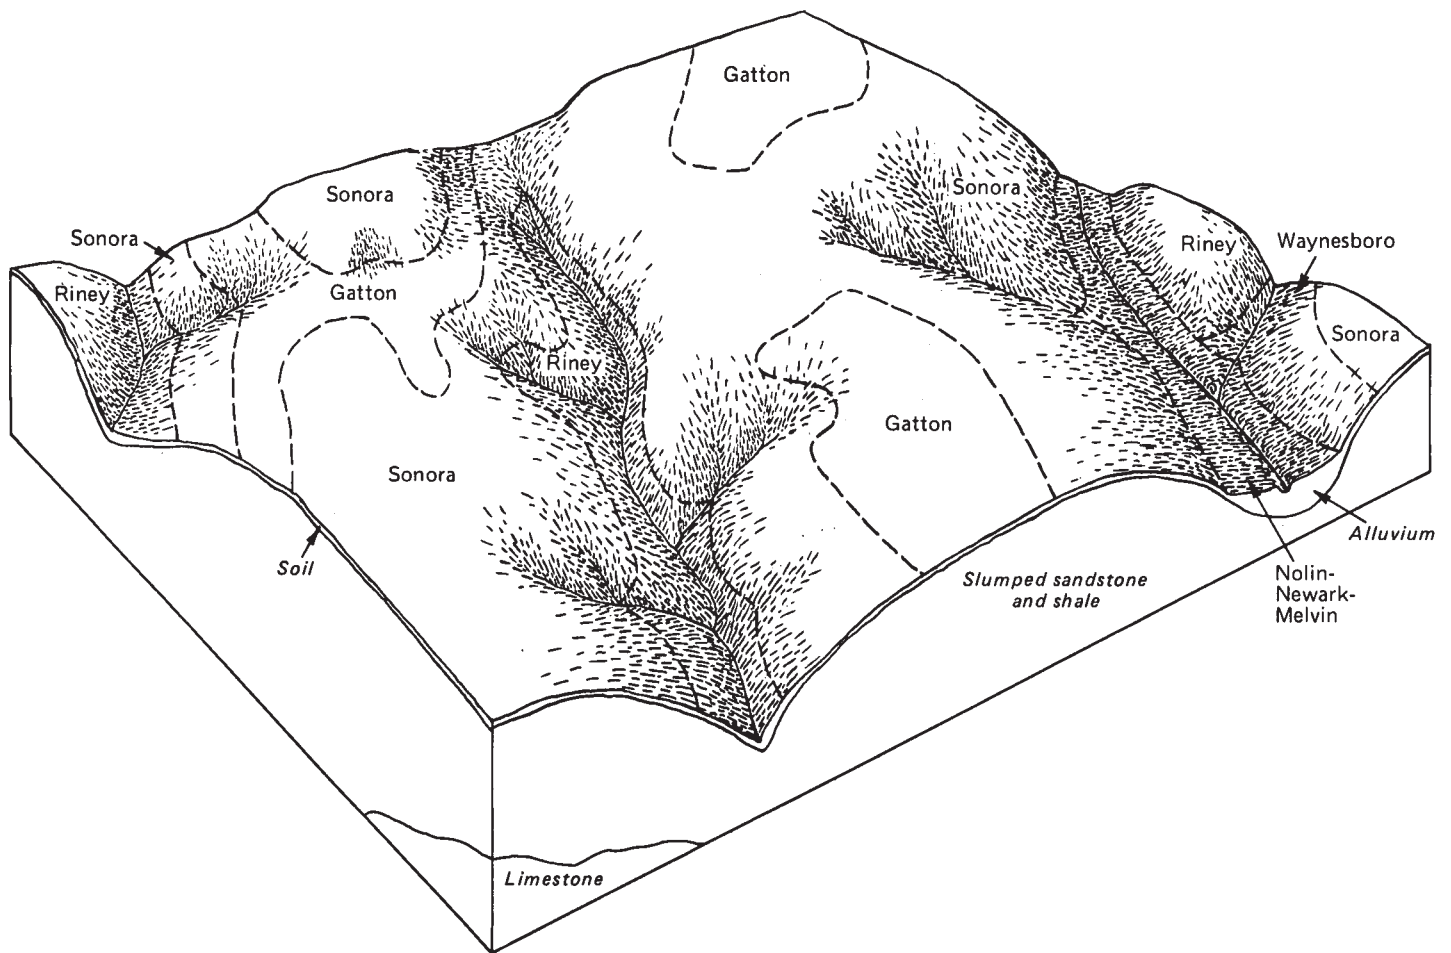 Gatton
Sonora
Sonora
Sonora
Riney
Waynesboro
Riney
Gatton
Sonora
Riney
Gatton
Sonora
Alluvium
Soil
Slumped sandstone
and shale
Nolin-
Newark-
Melvin
Limestone